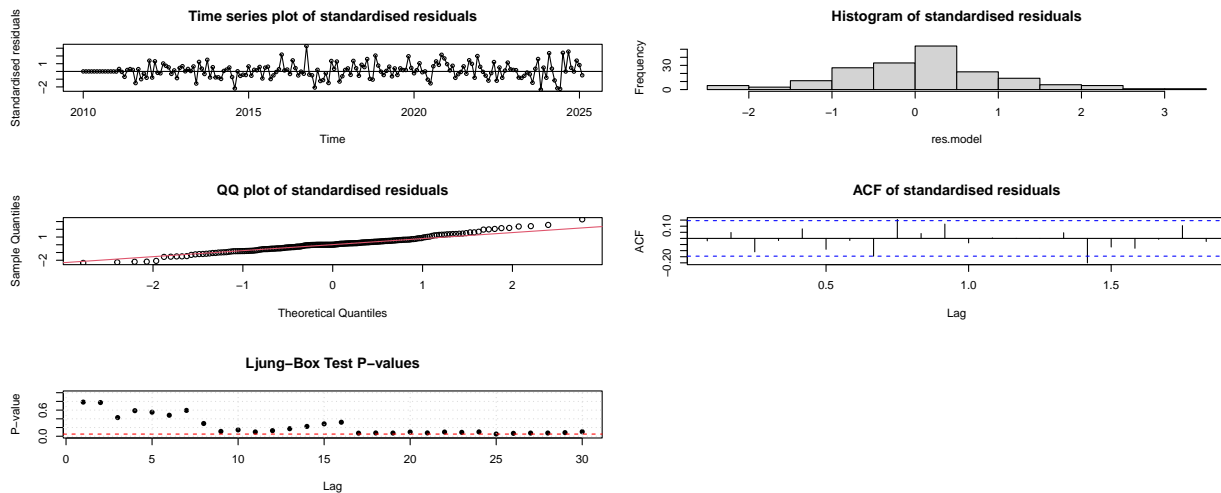 Time series plot of standardised residuals
Standardised residuals
1
−2
2010 2015 2020 2025
Time
Histogram of standardised residuals
Frequency
30
0
−2 −1 0 1 2 3
res.model
QQ plot of standardised residuals
Sample Quantiles
1
−2
−2 −1 0 1 2
Theoretical Quantiles
ACF of standardised residuals
ACF
0.10
−0.20
0.5 1.0 1.5
Lag
Ljung−Box Test P−values
P−value
0.6
0.0
0 5 10 15 20 25 30
Lag